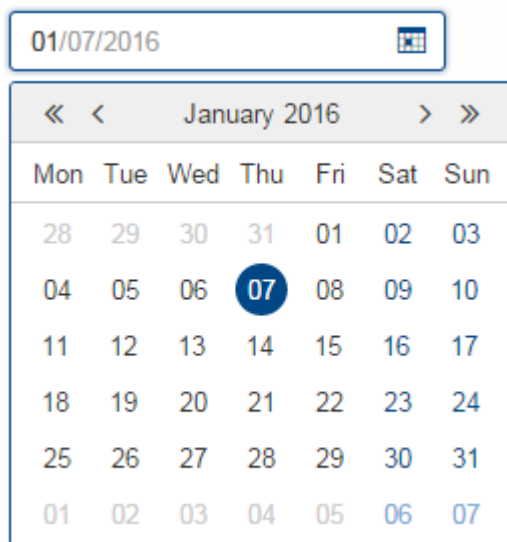 01/07/2016
« < January 2016 > »
Mon Tue Wed Thu Fri Sat Sun
28 29 30 31 01 02 03
04 05 06 07 08 09 10
11 12 13 14 15 16 17
18 19 20 21 22 23 24
25 26 27 28 29 30 31
01 02 03 04 05 06 07